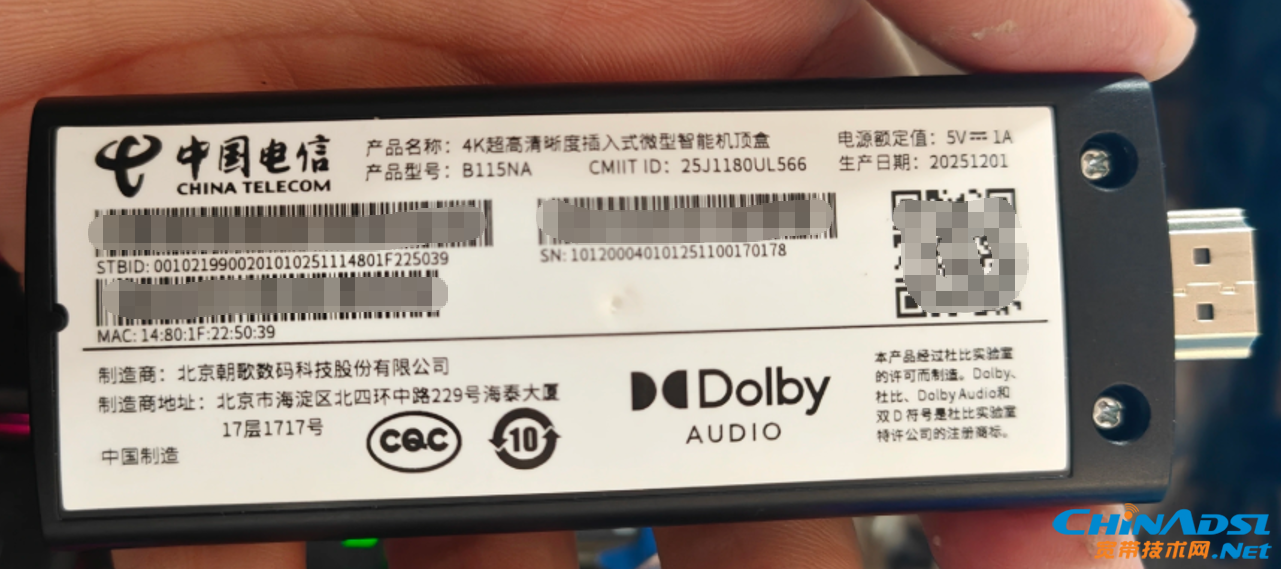 中国电信
CHINA TELECOM
产品名称：4K超高清晰度插入式微型智能机顶盒
产品型号：B115NA CMIIT ID：25J1180UL566
电源额定值：5V⎓1A
生产日期：20251201
STBID: 0010219900201010251114801F225039
SN: 101200040101251100170178
MAC: 14:80:1F:22:50:39
制造商：北京朝歌数码科技股份有限公司
制造商地址：北京市海淀区北四环中路229号海泰大厦
17层1717号
中国制造
CQC
10
Dolby
AUDIO
本产品经过杜比实验室
的许可而制造。Dolby、
杜比、Dolby Audio和
双D符号是杜比实验室
特许公司的注册商标。
CHINADSL
宽带技术网.Net